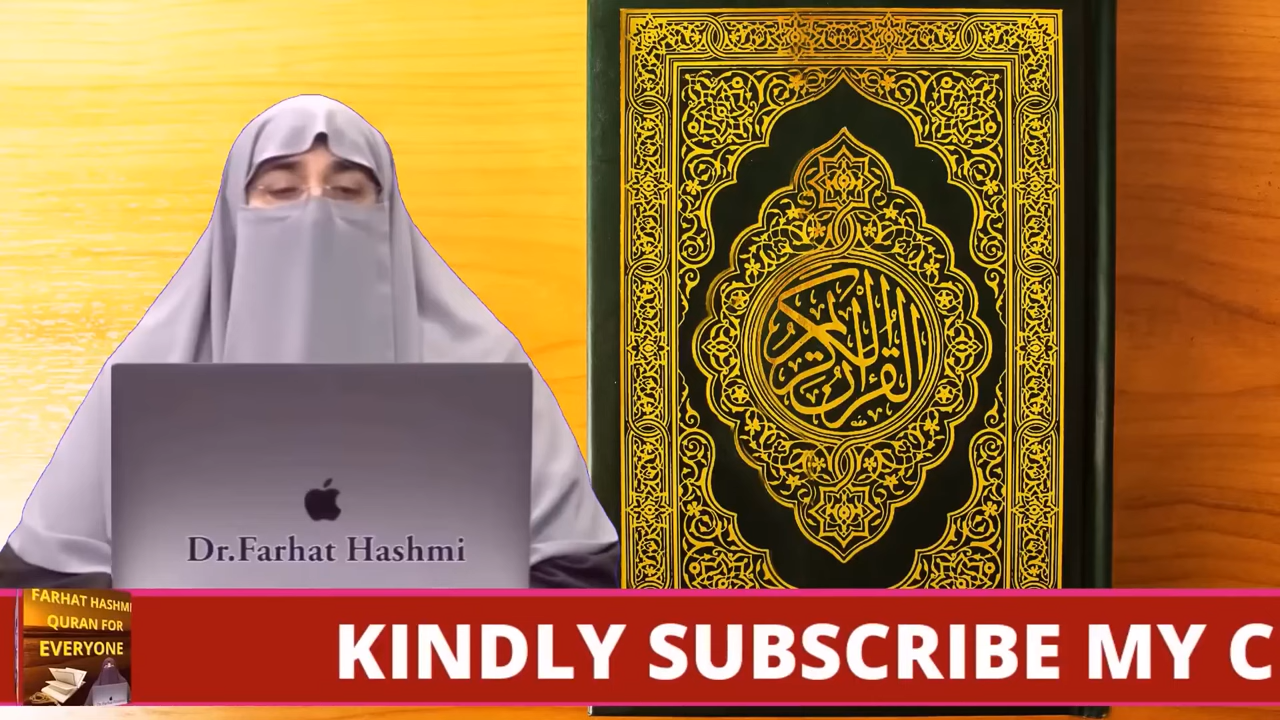 القرآن الكريم
Dr.Farhat Hashmi
FARHAT HASHMI
QURAN FOR
EVERYONE
KINDLY SUBSCRIBE MY C